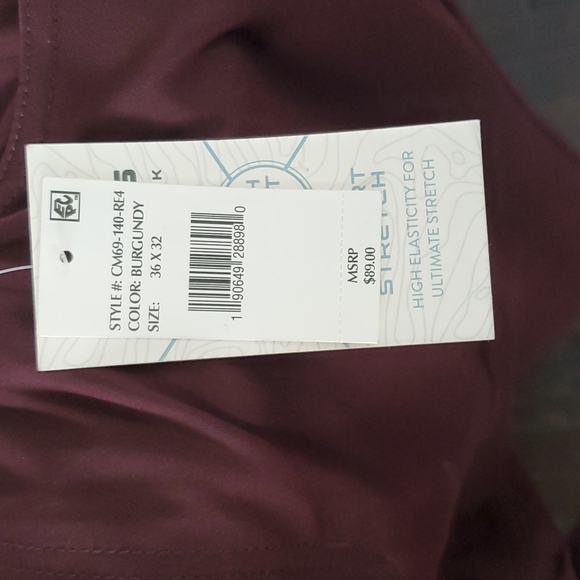 STYLE #: CM69-140-RE4
COLOR: BURGUNDY
SIZE: 36 X 32
1 90649 28898 0
MSRP
$89.00
STRETCH
HIGH-ELASTICITY FOR
ULTIMATE STRETCH